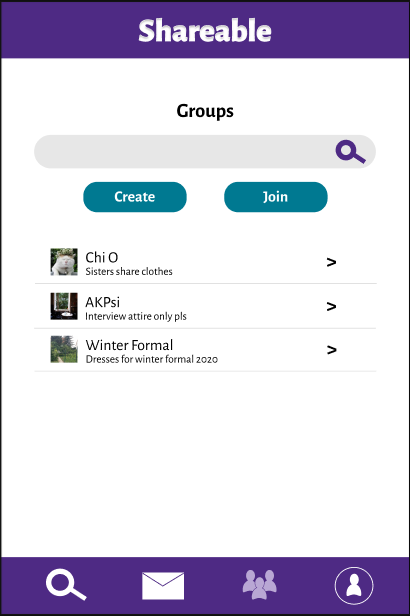 Shareable
Groups
Create
Join
Chi O
Sisters share clothes
>
AKPsi
Interview attire only pls
>
Winter Formal
Dresses for winter formal 2020
>